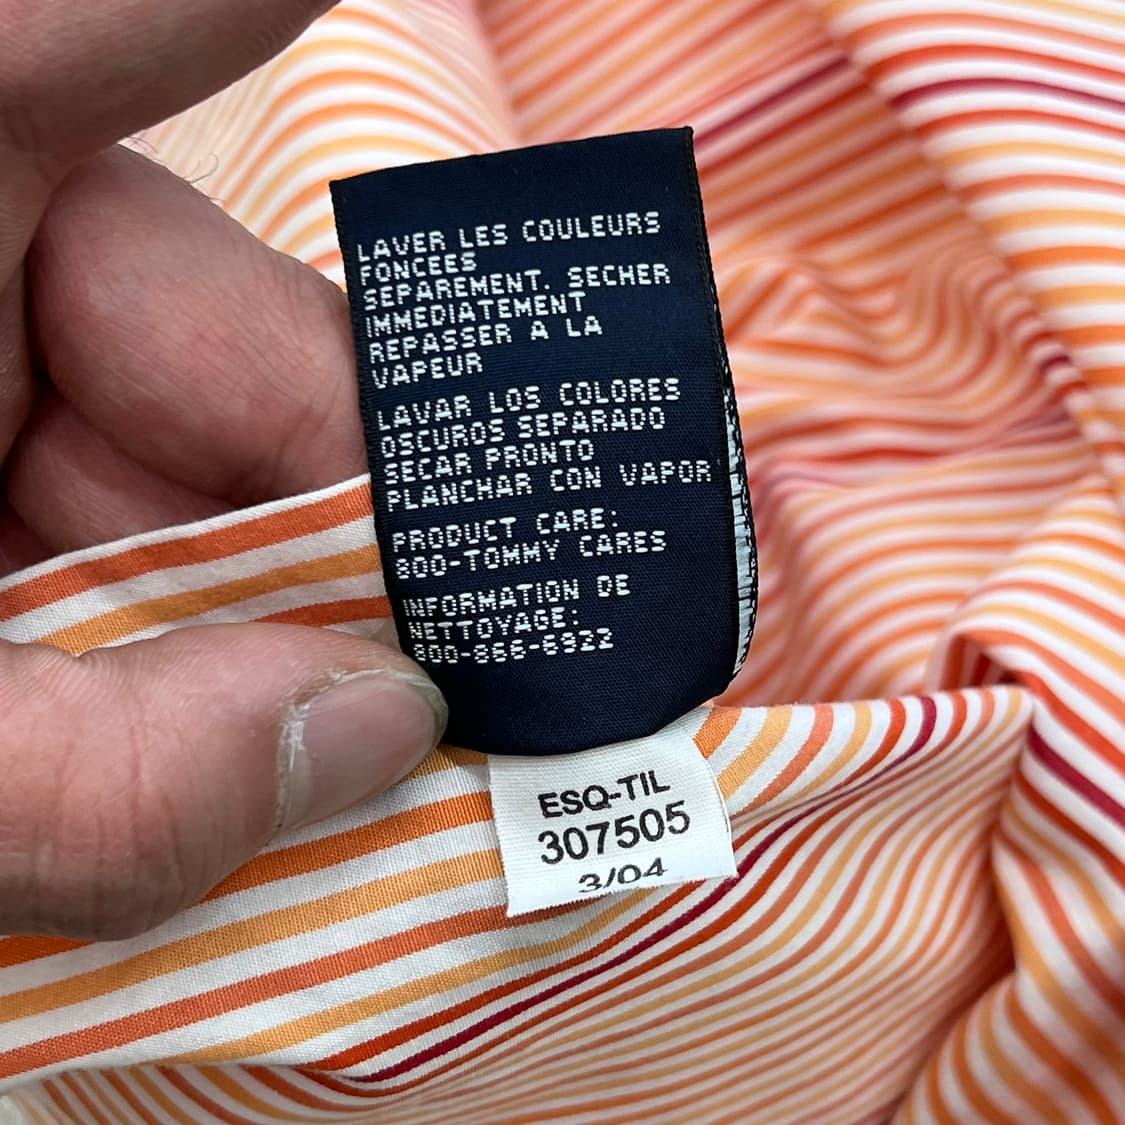 LAVER LES COULEURS
FONCEES
SEPAREMENT. SECHER
IMMEDIATEMENT
REPASSER A LA
VAPEUR
LAVAR LOS COLORES
OSCUROS SEPARADO
SECAR PRONTO
PLANCHAR CON VAPOR
PRODUCT CARE:
800-TOMMY CARES
INFORMATION DE
NETTOYAGE:
800-866-6922
ESQ-TIL
307505
3/04